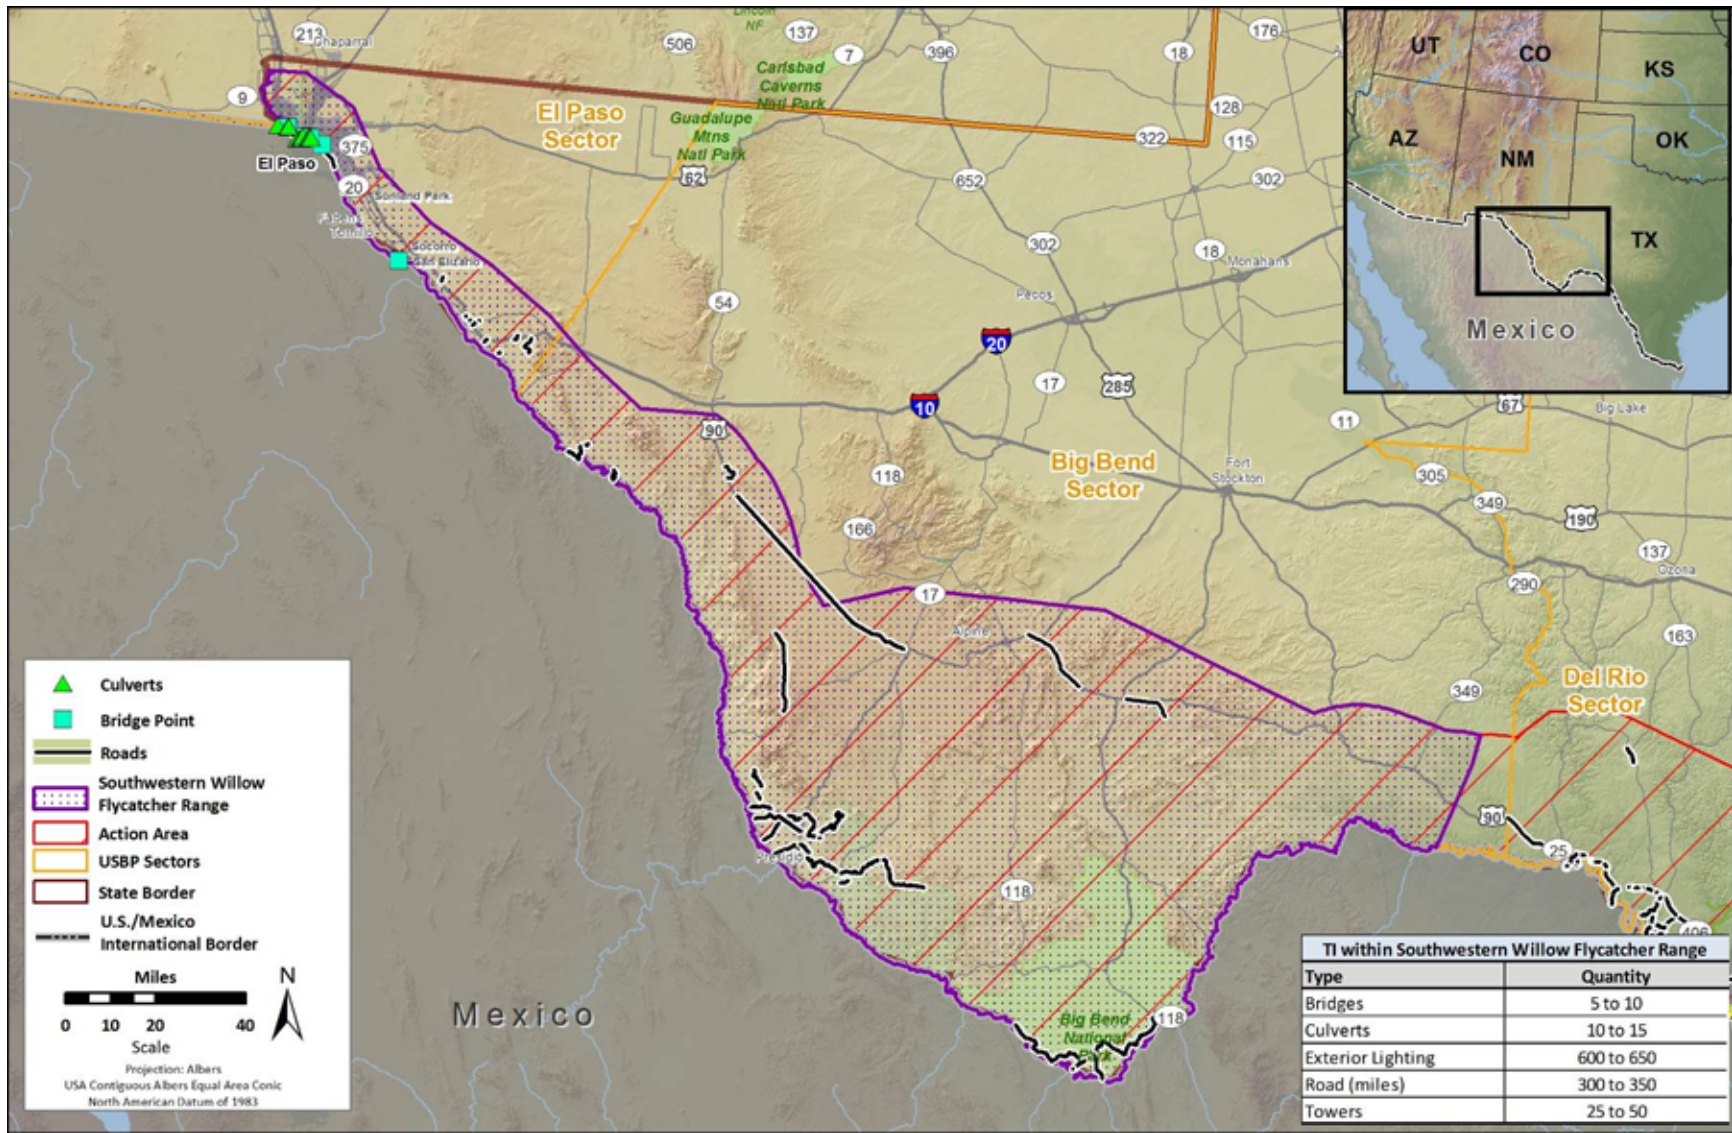 213
Chaparral
506
Lincoln
NF
137
7
396
18
176
Carlsbad
Caverns
Natl Park
9
El Paso
Sector
Guadalupe
Mtns
Natl Park
128
322
115
El Paso
375
62
652
302
20
Sunland Park
Fabens
Tornillo
Socorro
San Elizario
302
18
Monahans
54
Pecos
20
17
285
10
90
11
67
Big Lake
118
Big Bend
Sector
Fort
Stockton
305
349
190
166
137
Ozona
290
17
Alpine
163
349
Del Rio
Sector
90
25
Presidio
118
406
Mexico
Big Bend
National
Park
118
UT
CO
KS
AZ
NM
OK
TX
Mexico
Culverts
Bridge Point
Roads
Southwestern Willow
Flycatcher Range
Action Area
USBP Sectors
State Border
U.S./Mexico
International Border
Miles
N
0 10 20 40
Scale
Projection: Albers
USA Contiguous Albers Equal Area Conic
North American Datum of 1983
TI within Southwestern Willow Flycatcher Range
Type Quantity
Bridges 5 to 10
Culverts 10 to 15
Exterior Lighting 600 to 650
Road (miles) 300 to 350
Towers 25 to 50